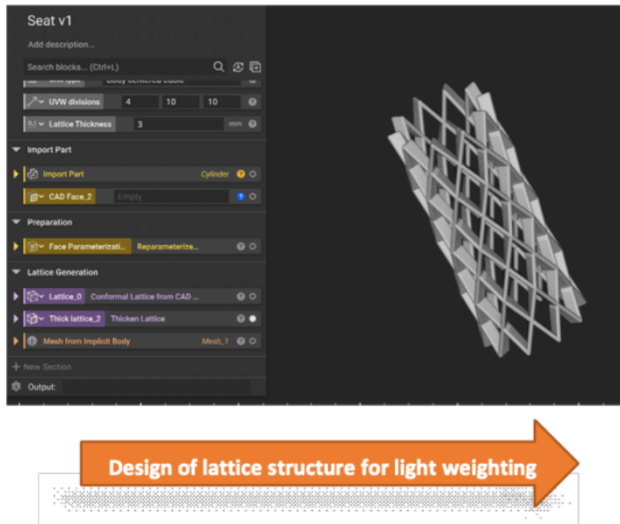 Seat v1
Add description...
Search blocks... (Ctrl+L)
Body centered cubic
UVW divisions 4 10 10
0.1 Lattice Thickness 3 mm
Import Part
Import Part Cylinder
CAD Face_2 Empty
Preparation
Face Parameterizati... Reparameterize...
Lattice Generation
Lattice_0 Conformal Lattice from CAD ...
Thick lattice_2 Thicken Lattice
Mesh from Implicit Body Mesh_1
+ New Section
Output:
Design of lattice structure for light weighting